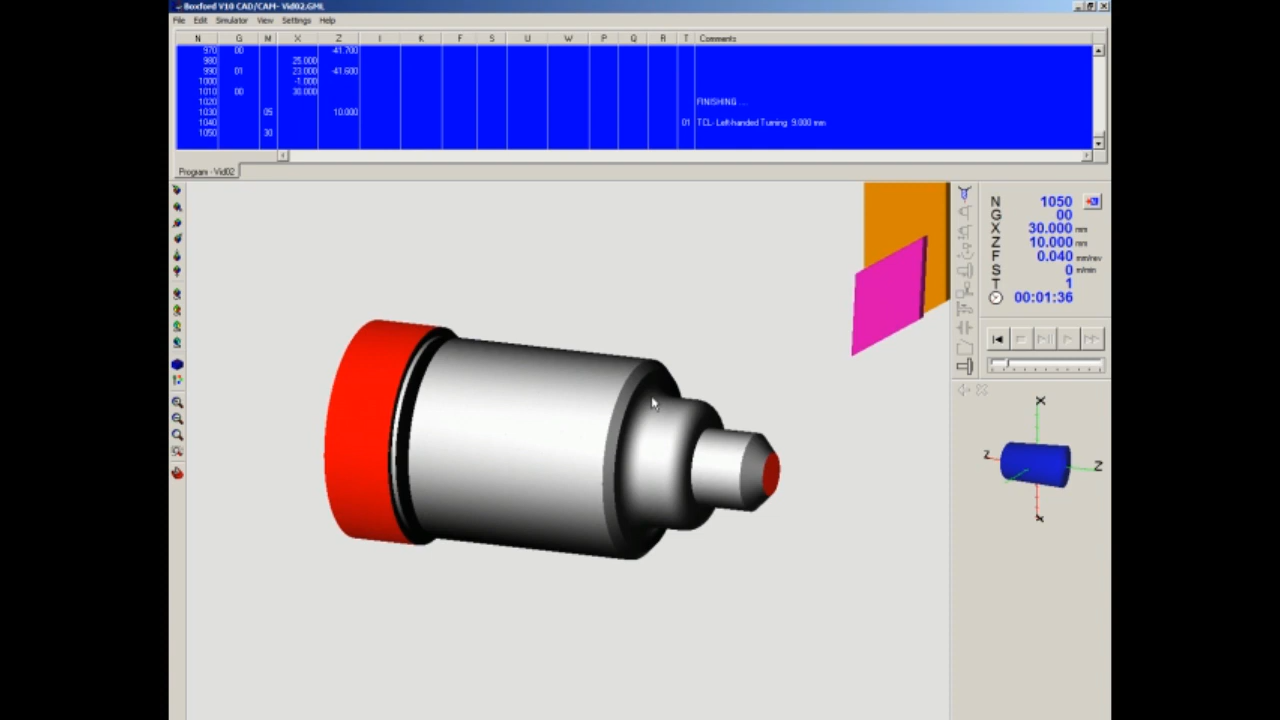 Boxford V10 CAD/CAM- Vid02.GML
File Edit Simulator View Settings Help
N G M X Z I K F S U W P Q R T Comments
970 00 -41.700
980 25.000
990 01 23.000 -41.600
1000 -1.000
1010 00 30.000
1020 FINISHING ...
1030 05 10.000
1040 01 TCL- Left-handed Turning 9.000 mm
1050 30
Program - Vid02
N 1050
G 00
X 30.000 mm
Z 10.000 mm
F 0.040 mm/rev
S 0 m/min
T 1
00:01:36
X
Z Z
X